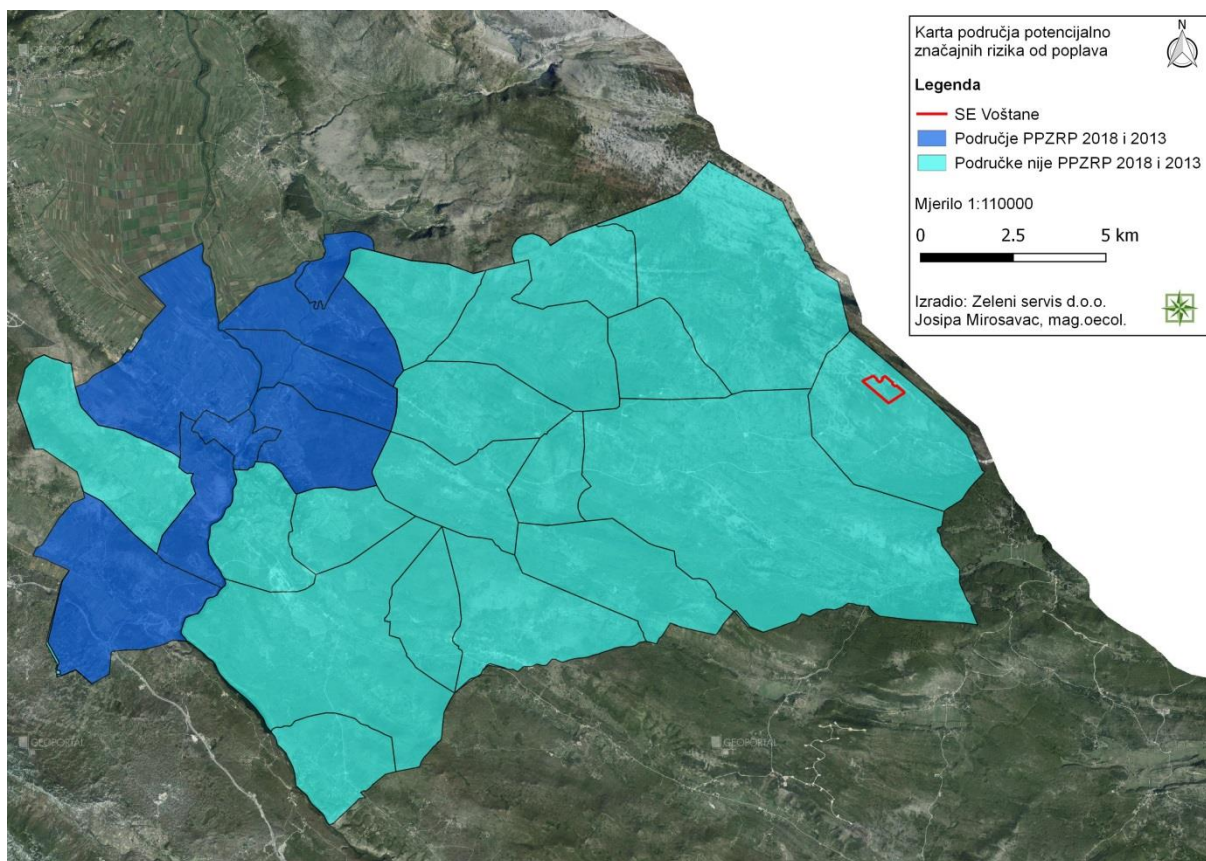 GEOPORTAL
Karta područja potencijalno
značajnih rizika od poplava
N
Legenda
SE Voštane
Područje PPZRP 2018 i 2013
Područke nije PPZRP 2018 i 2013
Mjerilo 1:110000
0 2.5 5 km
Izradio: Zeleni servis d.o.o.
Josipa Mirosavac, mag.oecol.
GEOPORTAL
GEOPORTAL